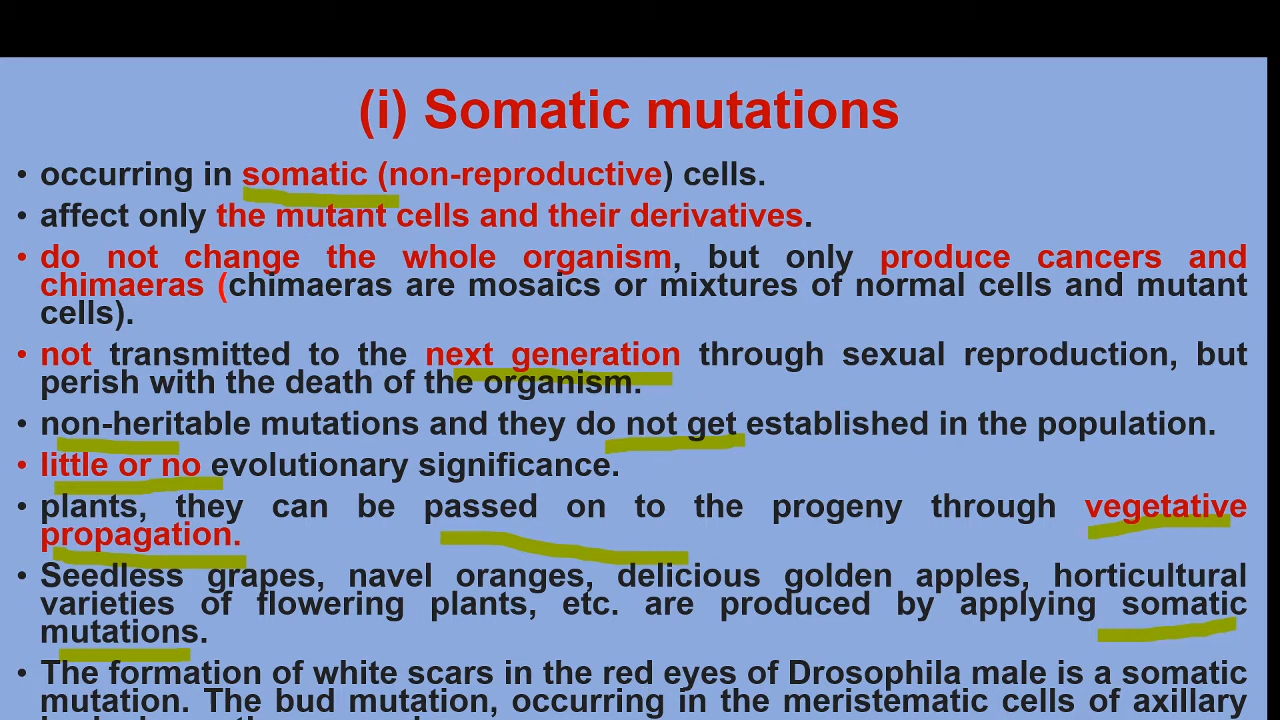 (i) Somatic mutations
• occurring in somatic (non-reproductive) cells.
• affect only the mutant cells and their derivatives.
• do not change the whole organism, but only produce cancers and
chimaeras (chimaeras are mosaics or mixtures of normal cells and mutant
cells).
• not transmitted to the next generation through sexual reproduction, but
perish with the death of the organism.
• non-heritable mutations and they do not get established in the population.
• little or no evolutionary significance.
• plants, they can be passed on to the progeny through vegetative
propagation.
• Seedless grapes, navel oranges, delicious golden apples, horticultural
varieties of flowering plants, etc. are produced by applying somatic
mutations.
• The formation of white scars in the red eyes of Drosophila male is a somatic
mutation. The bud mutation, occurring in the meristematic cells of axillary